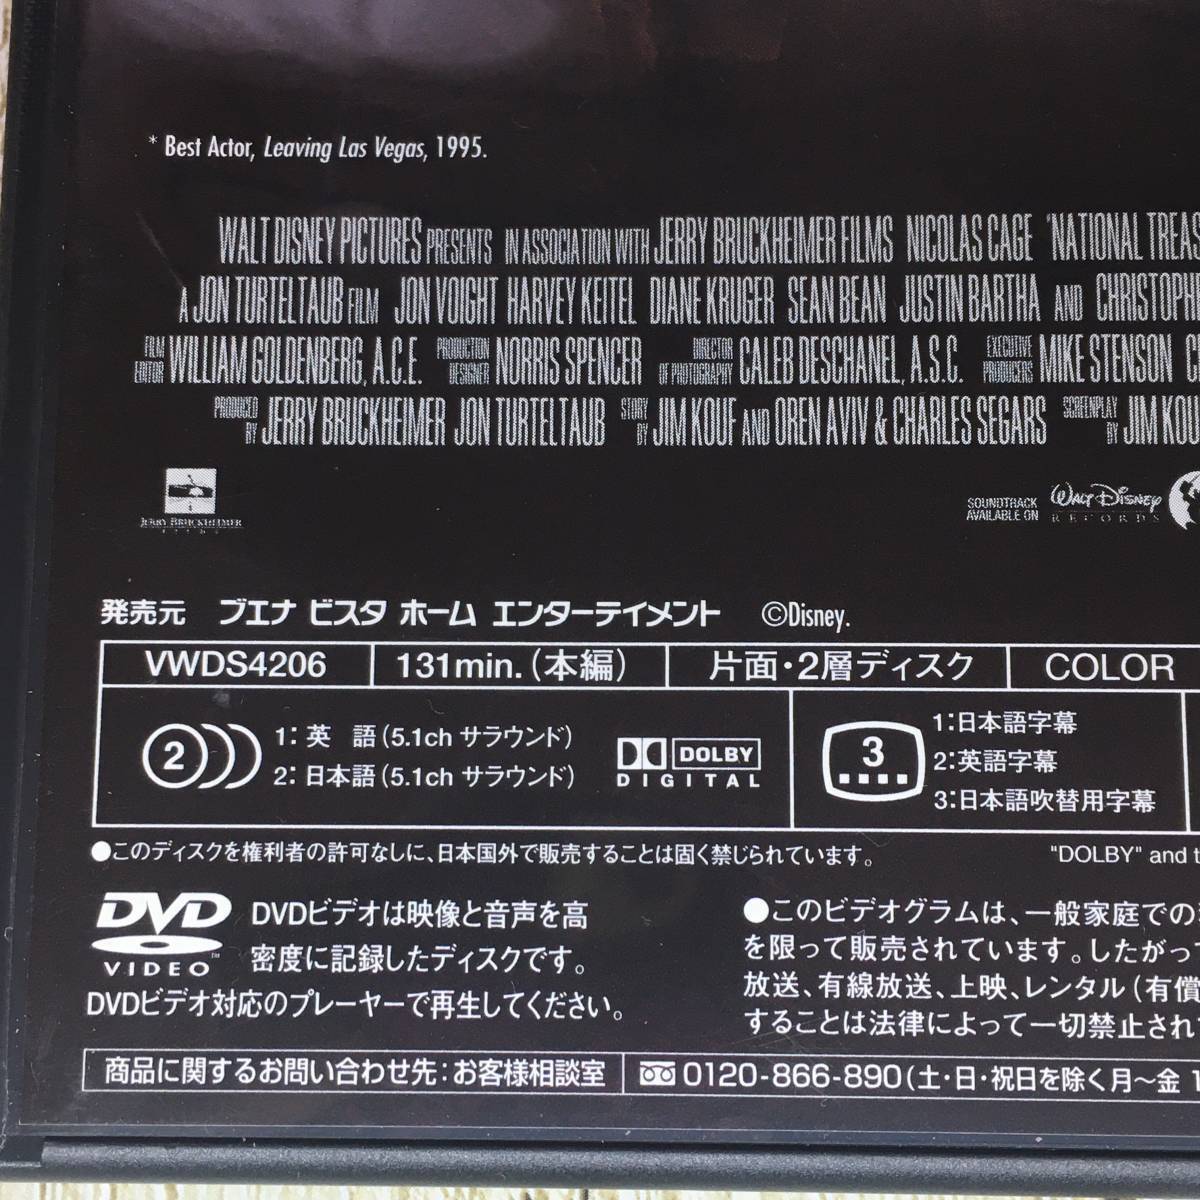 * Best Actor, Leaving Las Vegas, 1995.
WALT DISNEY PICTURES PRESENTS IN ASSOCIATION WITH JERRY BRUCKHEIMER FILMS NICOLAS CAGE 'NATIONAL TREAS
A JON TURTELTAUB FILM JON VOIGHT HARVEY KEITEL DIANE KRUGER SEAN BEAN JUSTIN BARTHA AND CHRISTOPH
FILM EDITOR WILLIAM GOLDENBERG, A.C.E. PRODUCTION DESIGNER NORRIS SPENCER DIRECTOR OF PHOTOGRAPHY CALEB DESCHANEL, A.S.C. EXECUTIVE PRODUCERS MIKE STENSON
PRODUCED BY JERRY BRUCKHEIMER JON TURTELTAUB STORY BY JIM KOUF AND OREN AVIV & CHARLES SEGARS SCREENPLAY BY JIM KOU
JERRY BRUCKHEIMER
FILMS
SOUNDTRACK AVAILABLE ON
WALT DISNEY
RECORDS
発売元 ブエナ ビスタ ホーム エンターテイメント ©Disney.
VWDS4206 131min.(本編) 片面・2層ディスク COLOR
2
1: 英 語(5.1ch サラウンド)
2: 日本語(5.1ch サラウンド)
DOLBY
DIGITAL
3
1:日本語字幕
2:英語字幕
3:日本語吹替用字幕
●このディスクを権利者の許可なしに、日本国外で販売することは固く禁じられています。 "DOLBY" and t
DVD
VIDEO™
DVDビデオは映像と音声を高
密度に記録したディスクです。
DVDビデオ対応のプレーヤーで再生してください。
●このビデオグラムは、一般家庭での
を限って販売されています。したがっ
放送、有線放送、上映、レンタル(有償
することは法律によって一切禁止され
商品に関するお問い合わせ先:お客様相談室 0120-866-890(土・日・祝日を除く月〜金 1